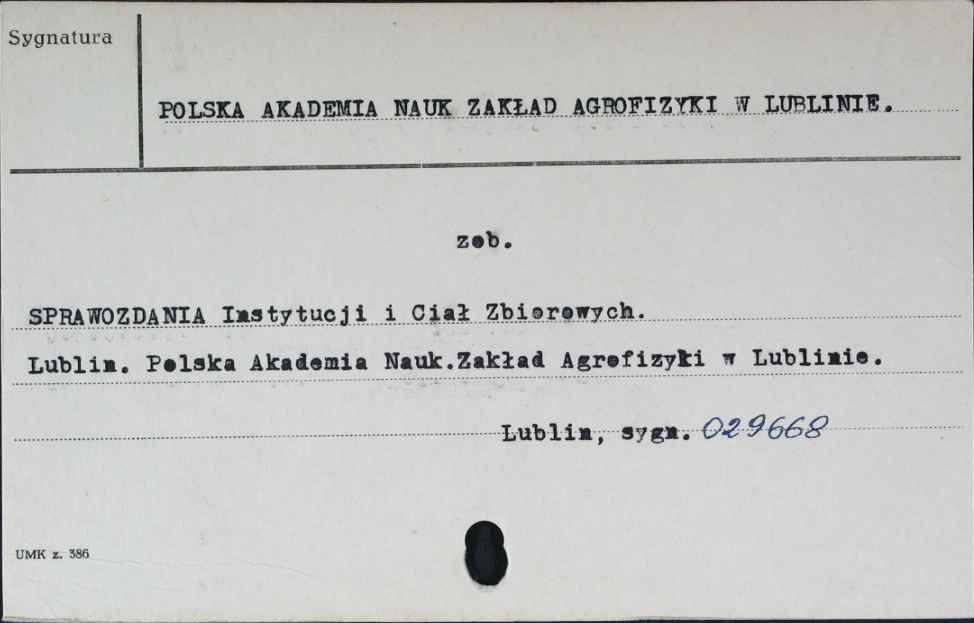 Sygnatura
POLSKA AKADEMIA NAUK ZAKŁAD AGROFIZYKI W LUBLINIE.
zob.
SPRAWOZDANIA Instytucji i Ciał Zbiorowych.
Lublin. Polska Akademia Nauk.Zakład Agrofizyki w Lublinie.
Lublin, sygn. 029668
UMK z. 386